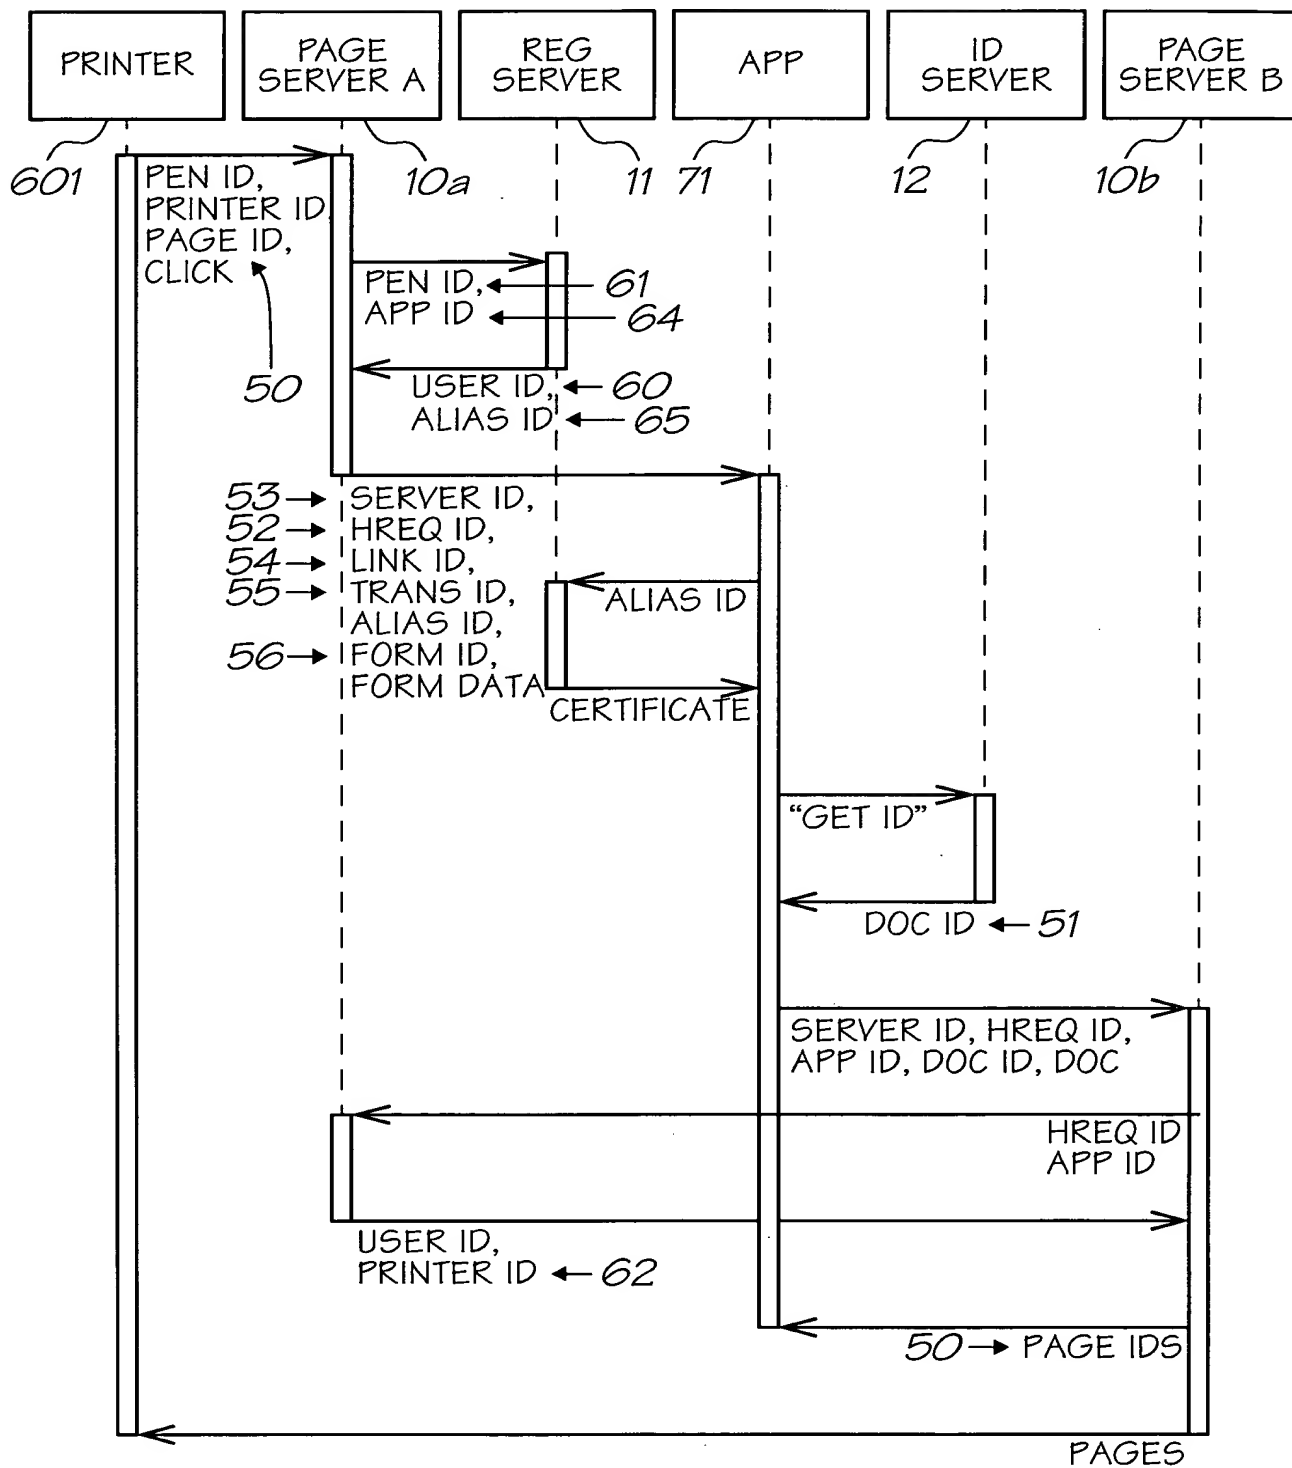 PRINTER
PAGE
SERVER A
REG
SERVER
APP
ID
SERVER
PAGE
SERVER B
601
10a
11
71
12
10b
PEN ID,
PRINTER ID
PAGE ID,
CLICK
50
PEN ID,
61
APP ID
64
USER ID,
60
ALIAS ID
65
53
SERVER ID,
52
HREQ ID,
54
LINK ID,
55
TRANS ID,
ALIAS ID,
56
FORM ID,
FORM DATA
ALIAS ID
CERTIFICATE
“GET ID”
DOC ID
51
SERVER ID, HREQ ID,
APP ID, DOC ID, DOC
HREQ ID
APP ID
USER ID,
PRINTER ID
62
50
PAGE IDS
PAGES